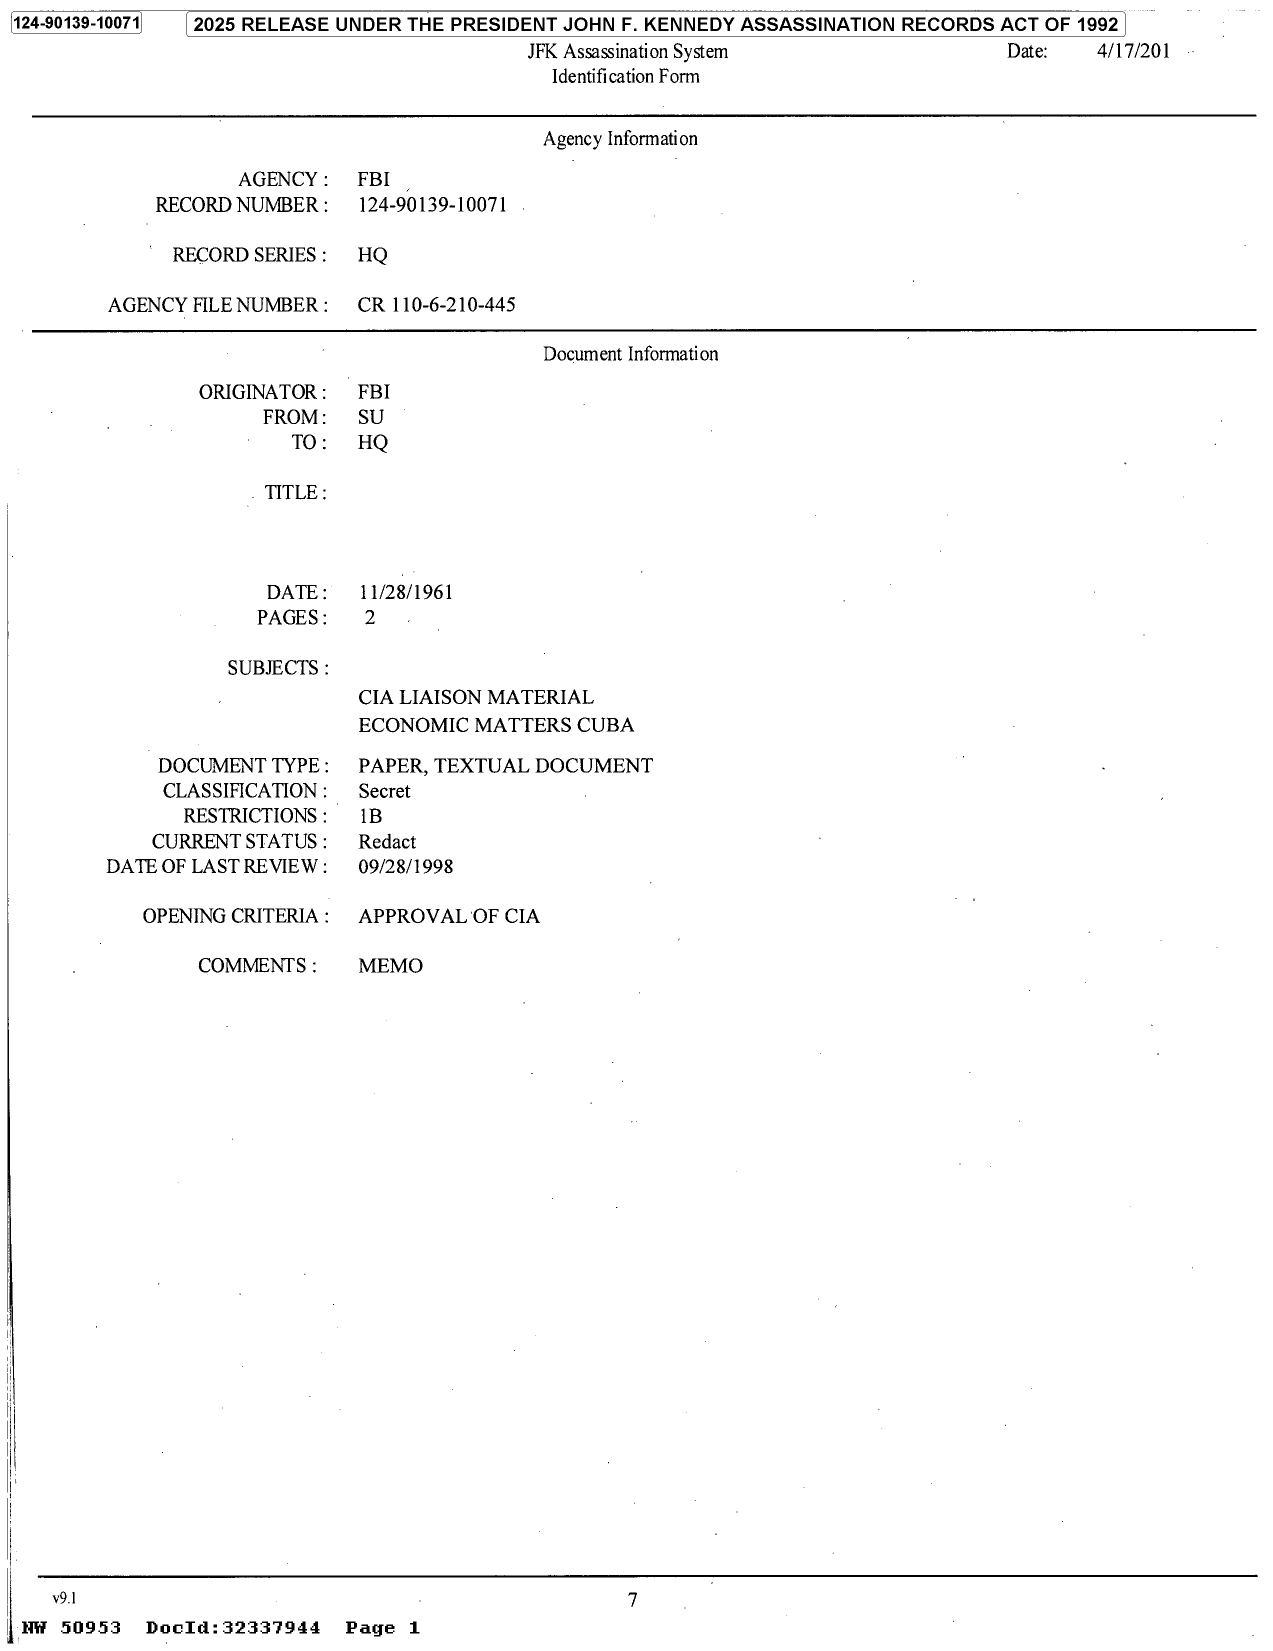 124-90139-10071 2025 RELEASE UNDER THE PRESIDENT JOHN F. KENNEDY ASSASSINATION RECORDS ACT OF 1992
JFK Assassination System Date: 4/17/201
Identification Form
Agency Information
AGENCY : FBI
RECORD NUMBER : 124-90139-10071
RECORD SERIES : HQ
AGENCY FILE NUMBER : CR 110-6-210-445
Document Information
ORIGINATOR : FBI
FROM : SU
TO : HQ
TITLE :
DATE : 11/28/1961
PAGES : 2
SUBJECTS :
CIA LIAISON MATERIAL
ECONOMIC MATTERS CUBA
DOCUMENT TYPE : PAPER, TEXTUAL DOCUMENT
CLASSIFICATION : Secret
RESTRICTIONS : 1B
CURRENT STATUS : Redact
DATE OF LAST REVIEW : 09/28/1998
OPENING CRITERIA : APPROVAL OF CIA
COMMENTS : MEMO
v9.1 7
NW 50953 DocId:32337944 Page 1